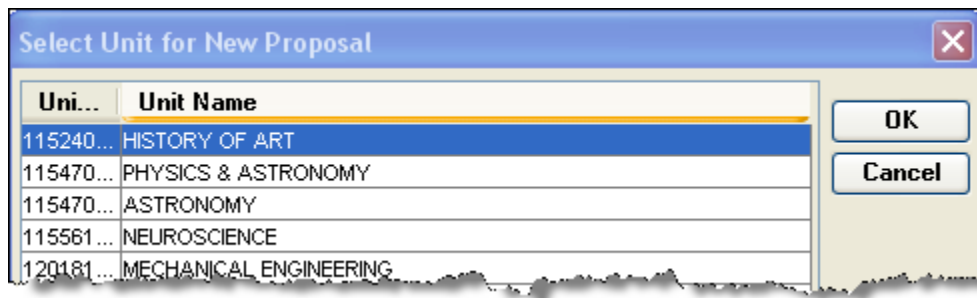 Select Unit for New Proposal
Uni... Unit Name
OK
115240... HISTORY OF ART
115470... PHYSICS & ASTRONOMY
Cancel
115470... ASTRONOMY
115561... NEUROSCIENCE
120181... MECHANICAL ENGINEERING